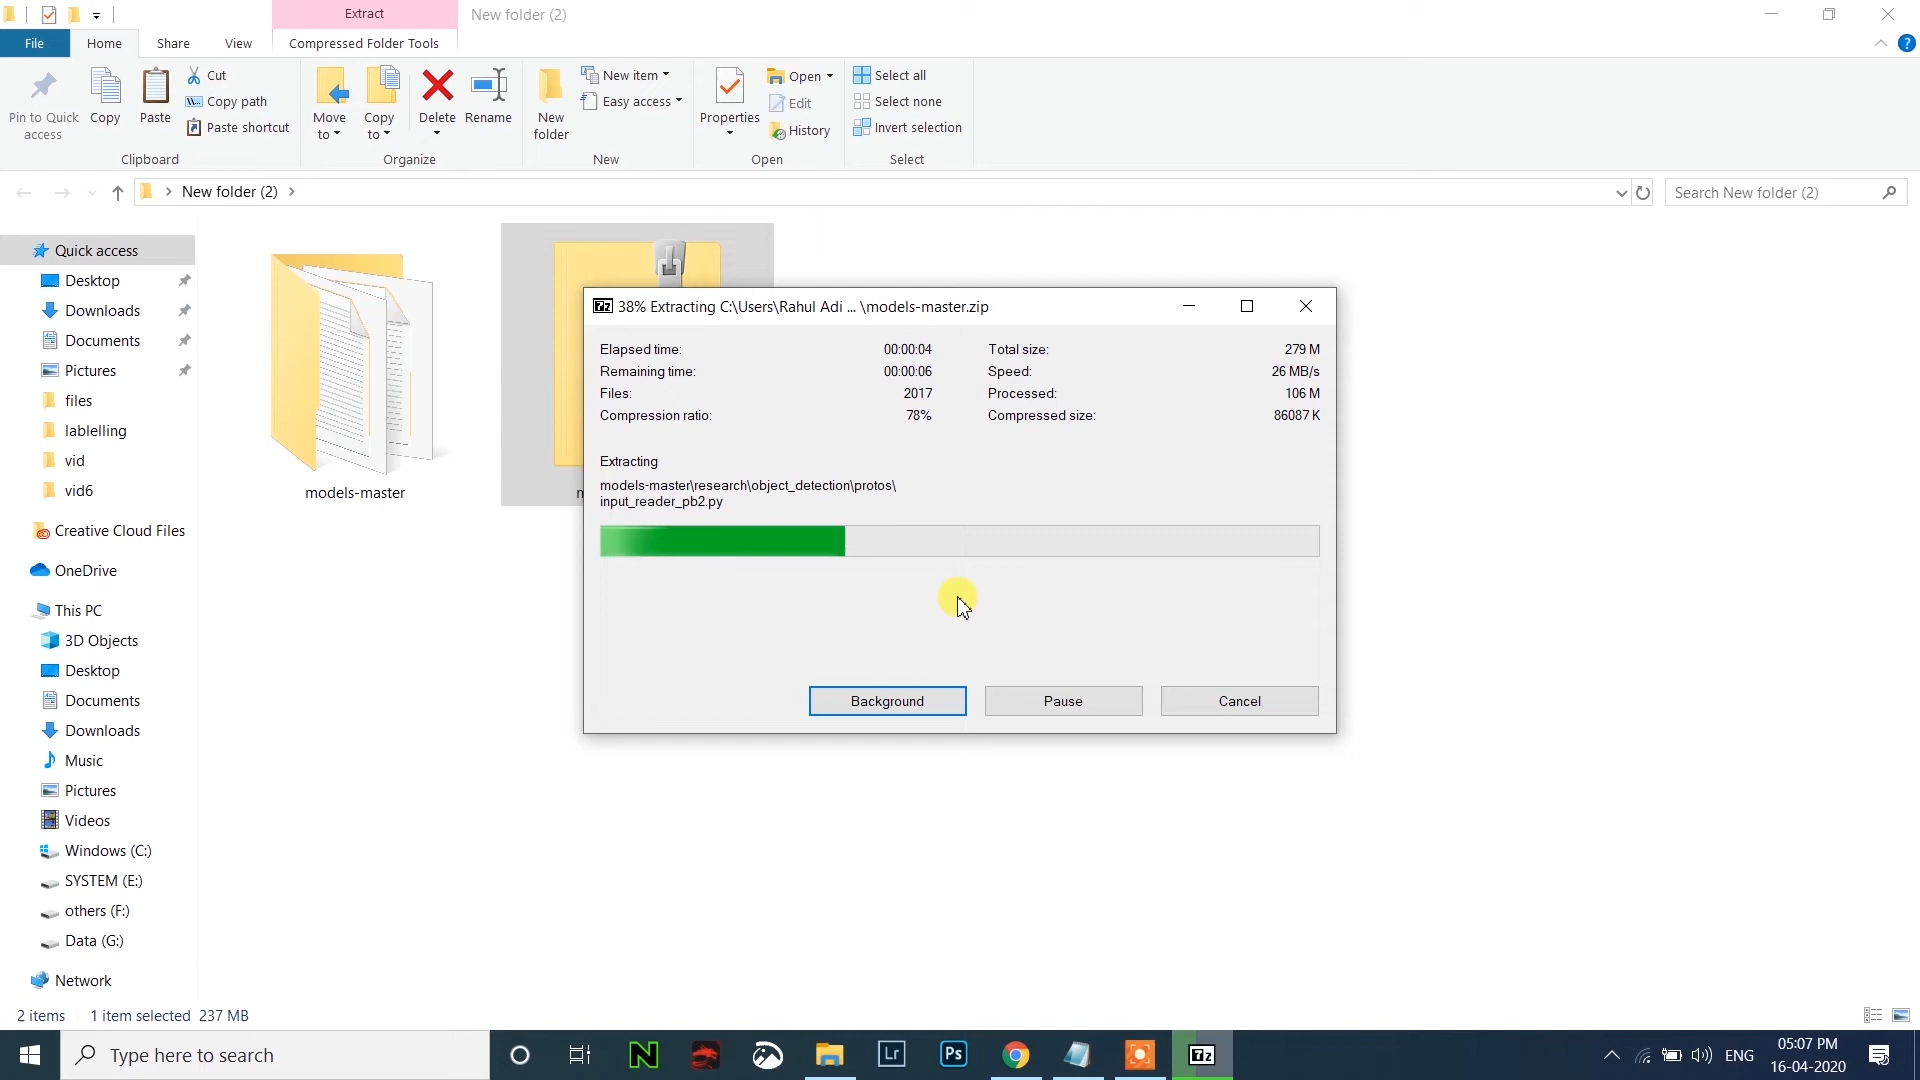 Extract
New folder (2)
File
Home
Share
View
Compressed Folder Tools
Pin to Quick access
Copy
Paste
Cut
Copy path
Paste shortcut
Clipboard
Move to
Copy to
Delete
Rename
Organize
New folder
New item
Easy access
New
Properties
Open
Edit
History
Open
Select all
Select none
Invert selection
Select
New folder (2)
Search New folder (2)
Quick access
Desktop
Downloads
Documents
Pictures
files
lablelling
vid
vid6
Creative Cloud Files
OneDrive
This PC
3D Objects
Desktop
Documents
Downloads
Music
Pictures
Videos
Windows (C:)
SYSTEM (E:)
others (F:)
Data (G:)
Network
models-master
7z 38% Extracting C:\Users\Rahul Adi ... \models-master.zip
Elapsed time: 00:00:04 Total size: 279 M
Remaining time: 00:00:06 Speed: 26 MB/s
Files: 2017 Processed: 106 M
Compression ratio: 78% Compressed size: 86087 K
Extracting
models-master\research\object_detection\protos\
input_reader_pb2.py
Background
Pause
Cancel
2 items 1 item selected 237 MB
Type here to search
Lr
Ps
7z
ENG
05:07 PM
16-04-2020